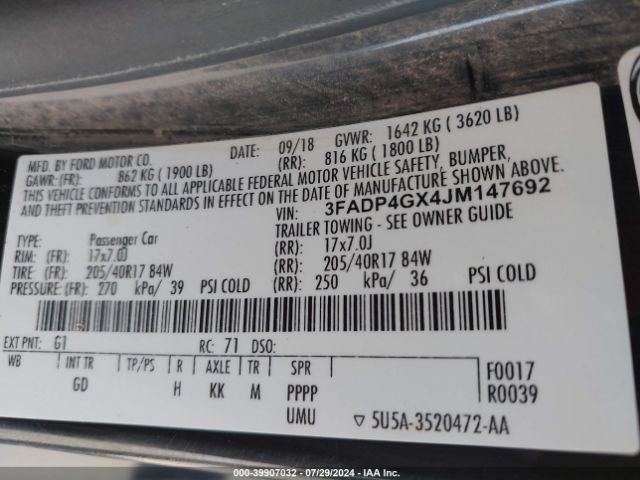 MFD. BY FORD MOTOR CO. DATE: 09/18 GVWR: 1642 KG ( 3620 LB)
GAWR: (FR): 862 KG ( 1900 LB) (RR): 816 KG ( 1800 LB)
THIS VEHICLE CONFORMS TO ALL APPLICABLE FEDERAL MOTOR VEHICLE SAFETY, BUMPER,
AND THEFT PREVENTION STANDARDS IN EFFECT ON THE DATE OF MANUFACTURE SHOWN ABOVE.
VIN: 3FADP4GX4JM147692
TYPE: Passenger Car TRAILER TOWING - SEE OWNER GUIDE
RIM: (FR): 17x7.0J (RR): 17x7.0J
TIRE: (FR): 205/40R17 84W (RR): 205/40R17 84W
PRESSURE: (FR): 270 kPa/ 39 PSI COLD (RR): 250 kPa/ 36 PSI COLD
EXT PNT: G1 RC: 71 DSO:
WB INT TR TP/PS R AXLE TR SPR F0017
GD H KK M PPPP R0039
UMU ▽ 5U5A-3520472-AA
000-39907032 - 07/29/2024 - IAA Inc.